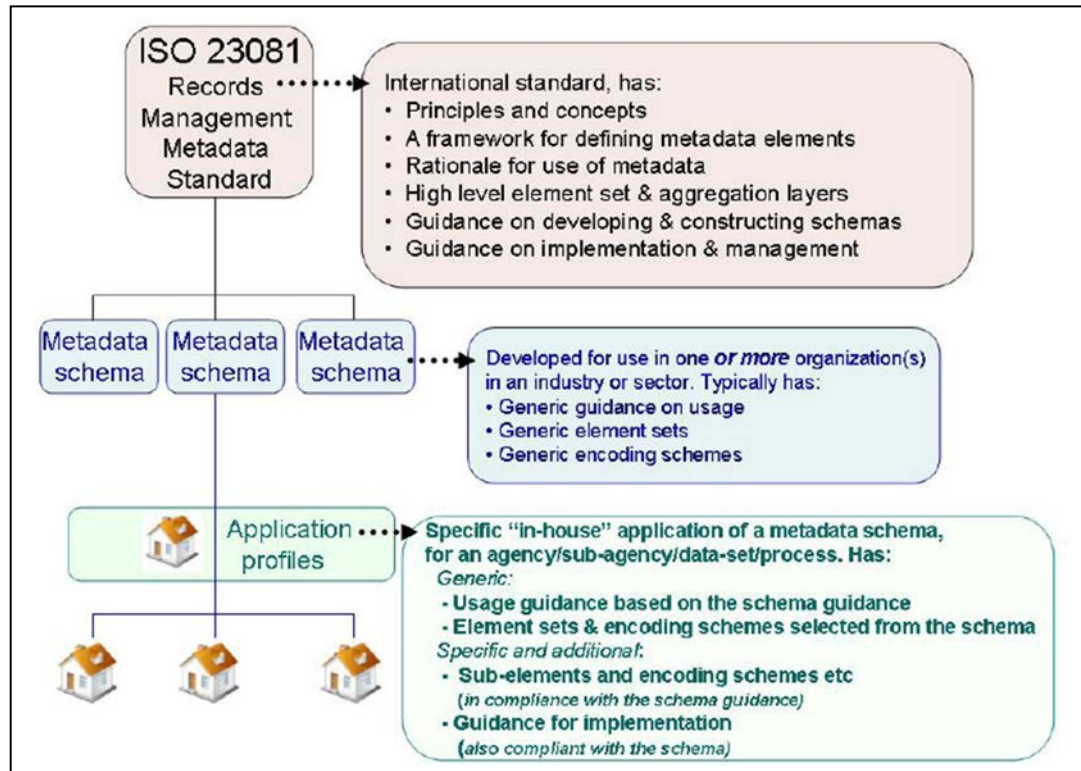 ISO 23081
Records
Management
Metadata
Standard
International standard, has:
• Principles and concepts
• A framework for defining metadata elements
• Rationale for use of metadata
• High level element set & aggregation layers
• Guidance on developing & constructing schemas
• Guidance on implementation & management
Metadata
schema
Metadata
schema
Metadata
schema
Developed for use in one or more organization(s)
in an industry or sector. Typically has:
• Generic guidance on usage
• Generic element sets
• Generic encoding schemes
Application
profiles
Specific “in-house” application of a metadata schema,
for an agency/sub-agency/data-set/process. Has:
Generic:
- Usage guidance based on the schema guidance
- Element sets & encoding schemes selected from the schema
Specific and additional:
- Sub-elements and encoding schemes etc
(in compliance with the schema guidance)
- Guidance for implementation
(also compliant with the schema)